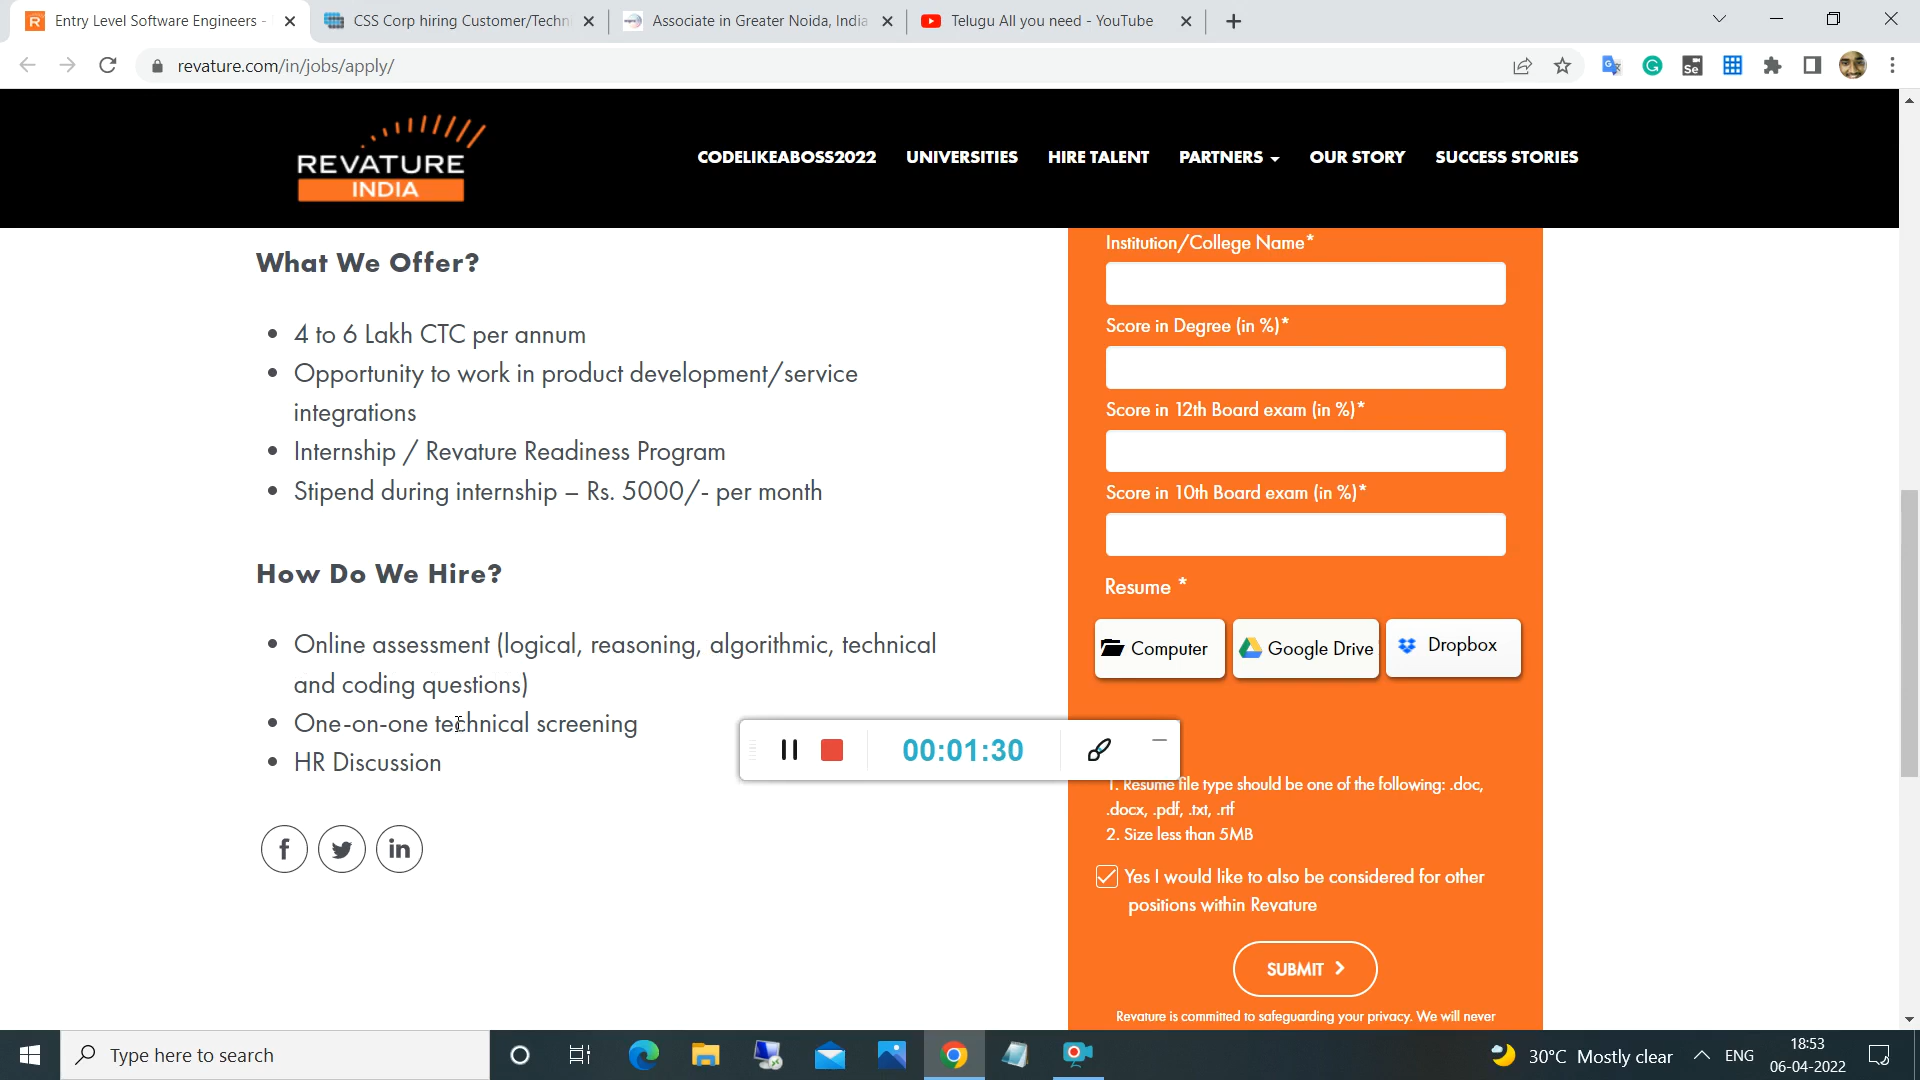 Entry Level Software Engineers -
CSS Corp hiring Customer/Techn
Associate in Greater Noida, India
Telugu All you need - YouTube
revature.com/in/jobs/apply/
REVATURE
INDIA
CODELIKEABOSS2022
UNIVERSITIES
HIRE TALENT
PARTNERS
OUR STORY
SUCCESS STORIES
What We Offer?
4 to 6 Lakh CTC per annum
Opportunity to work in product development/service
integrations
Internship / Revature Readiness Program
Stipend during internship – Rs. 5000/- per month
How Do We Hire?
Online assessment (logical, reasoning, algorithmic, technical
and coding questions)
One-on-one technical screening
HR Discussion
f
in
Institution/College Name*
Score in Degree (in %)*
Score in 12th Board exam (in %)*
Score in 10th Board exam (in %)*
Resume *
Computer
Google Drive
Dropbox
00:01:30
1. Resume file type should be one of the following: .doc,
.docx, .pdf, .txt, .rtf
2. Size less than 5MB
Yes I would like to also be considered for other
positions within Revature
SUBMIT
Revature is committed to safeguarding your privacy. We will never
Type here to search
30°C Mostly clear
ENG
18:53
06-04-2022